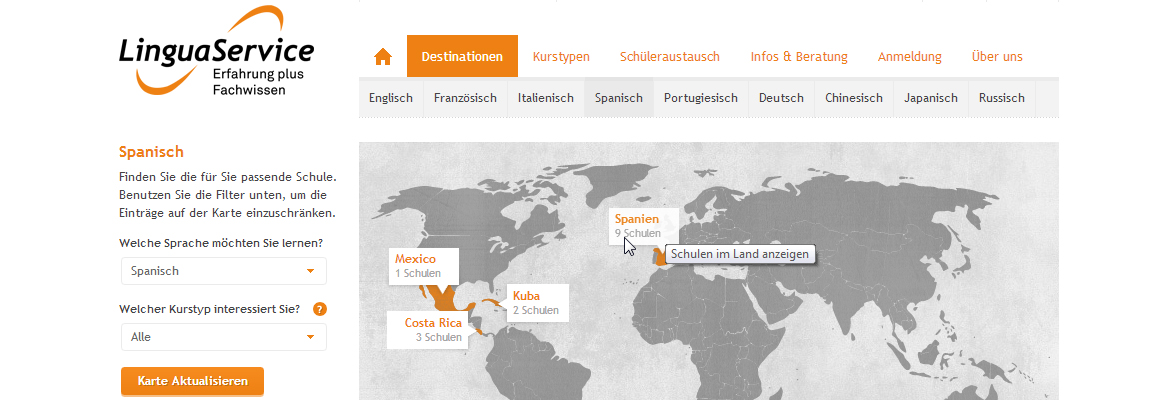 LinguaService
Erfahrung plus
Fachwissen
Destinationen Kurstypen Schüleraustausch Infos & Beratung Anmeldung Über uns
Englisch Französisch Italienisch Spanisch Portugiesisch Deutsch Chinesisch Japanisch Russisch
Spanisch
Finden Sie die für Sie passende Schule.
Benutzen Sie die Filter unten, um die
Einträge auf der Karte einzuschränken.
Welche Sprache möchten Sie lernen?
Spanisch
Welcher Kurstyp interessiert Sie? ?
Alle
Karte Aktualisieren
Spanien
9 Schulen
Schulen im Land anzeigen
Mexico
1 Schulen
Kuba
2 Schulen
Costa Rica
3 Schulen